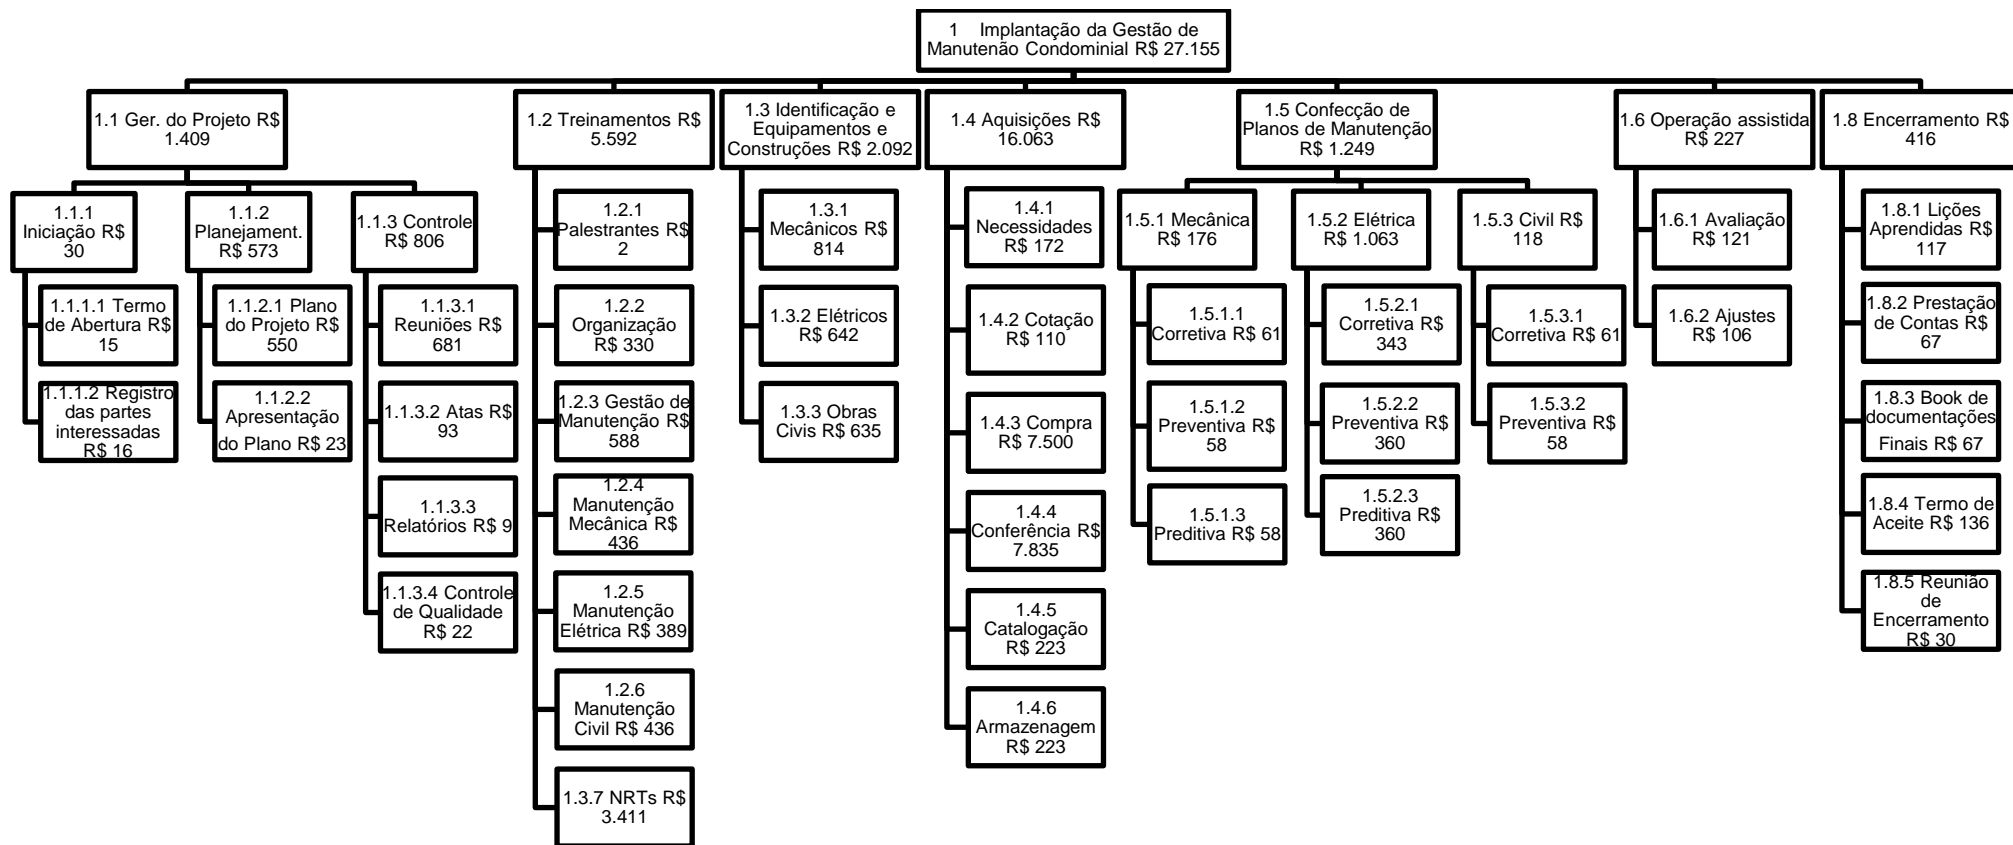 1 Implantação da Gestão de
Manutenão Condominial R$ 27.155
1.1 Ger. do Projeto R$
1.409
1.1.1
Iniciação R$
30
1.1.1.1 Termo
de Abertura R$
15
1.1.1.2 Registro
das partes
interessadas
R$ 16
1.1.2
Planejament.
R$ 573
1.1.2.1 Plano
do Projeto R$
550
1.1.2.2
Apresentação
do Plano R$ 23
1.1.3 Controle
R$ 806
1.1.3.1
Reuniões R$
681
1.1.3.2 Atas R$
93
1.1.3.3
Relatórios R$ 9
1.1.3.4 Controle
de Qualidade
R$ 22
1.2 Treinamentos R$
5.592
1.2.1
Palestrantes R$
2
1.2.2
Organização
R$ 330
1.2.3 Gestão de
Manutenção R$
588
1.2.4
Manutenção
Mecânica R$
436
1.2.5
Manutenção
Elétrica R$ 389
1.2.6
Manutenção
Civil R$ 436
1.3.7 NRTs R$
3.411
1.3 Identificação e
Equipamentos e
Construções R$ 2.092
1.3.1
Mecânicos R$
814
1.3.2 Elétricos
R$ 642
1.3.3 Obras
Civis R$ 635
1.4 Aquisições R$
16.063
1.4.1
Necessidades
R$ 172
1.4.2 Cotação
R$ 110
1.4.3 Compra
R$ 7.500
1.4.4
Conferência R$
7.835
1.4.5
Catalogação
R$ 223
1.4.6
Armazenagem
R$ 223
1.5 Confecção de
Planos de Manutenção
R$ 1.249
1.5.1 Mecânica
R$ 176
1.5.1.1
Corretiva R$ 61
1.5.1.2
Preventiva R$
58
1.5.1.3
Preditiva R$ 58
1.5.2 Elétrica
R$ 1.063
1.5.2.1
Corretiva R$
343
1.5.2.2
Preventiva R$
360
1.5.2.3
Preditiva R$
360
1.5.3 Civil R$
118
1.5.3.1
Corretiva R$ 61
1.5.3.2
Preventiva R$
58
1.6 Operação assistida
R$ 227
1.6.1 Avaliação
R$ 121
1.6.2 Ajustes
R$ 106
1.8 Encerramento R$
416
1.8.1 Lições
Aprendidas R$
117
1.8.2 Prestação
de Contas R$
67
1.8.3 Book de
documentações
Finais R$ 67
1.8.4 Termo de
Aceite R$ 136
1.8.5 Reunião
de
Encerramento
R$ 30